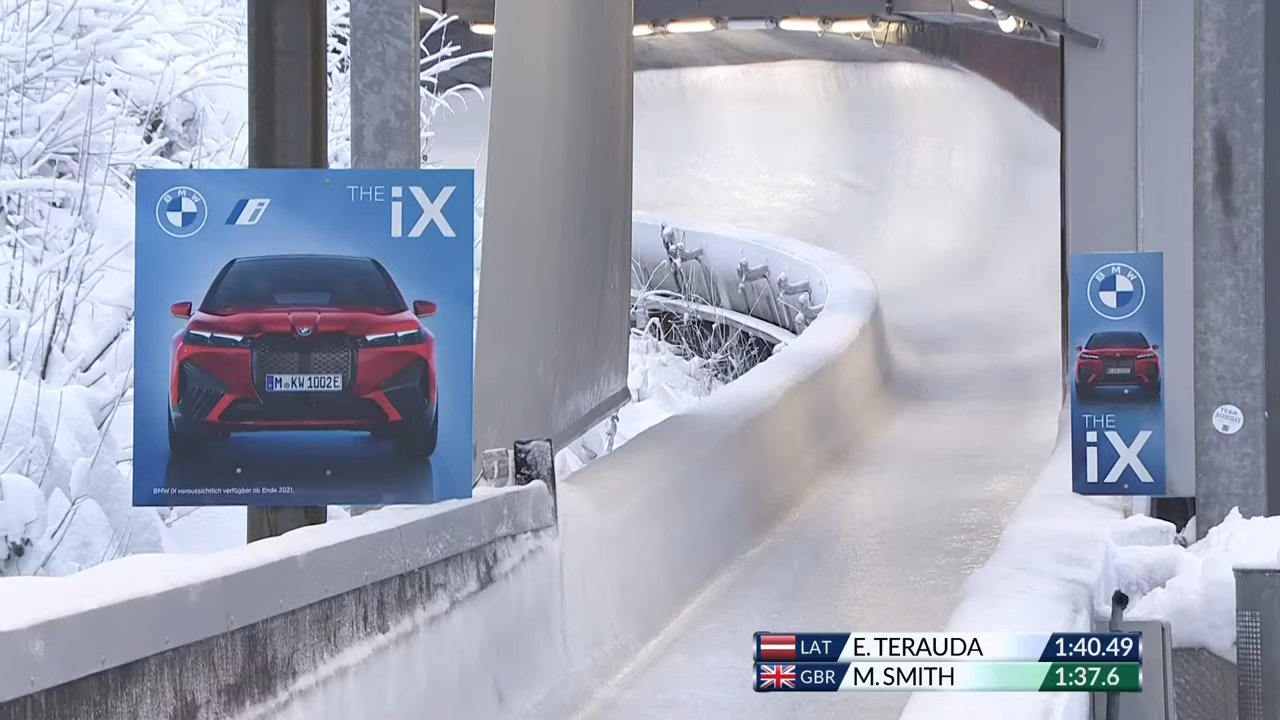 BMW
i
THE iX
M KW 1002E
BMW iX voraussichtlich verfügbar ab Ende 2021.
BMW
THE
iX
TEAM
LAT E. TERAUDA 1:40.49
GBR M. SMITH 1:37.6